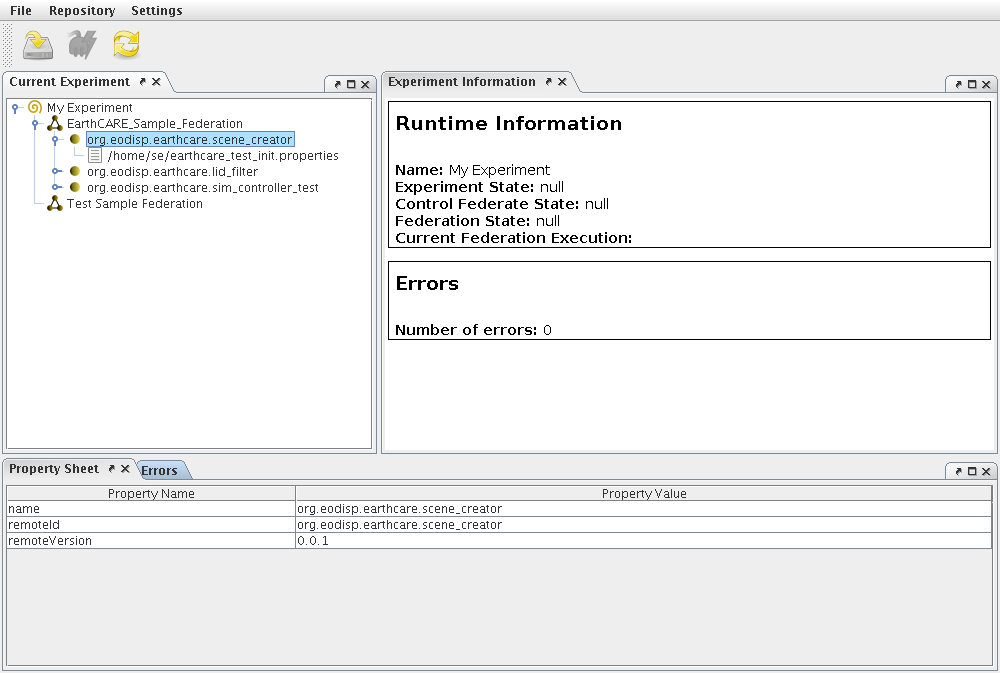 File Repository Settings
Current Experiment
My Experiment
EarthCARE_Sample_Federation
org.eodisp.earthcare.scene_creator
/home/se/earthcare_test_init.properties
org.eodisp.earthcare.lid_filter
org.eodisp.earthcare.sim_controller_test
Test Sample Federation
Experiment Information
Runtime Information
Name: My Experiment
Experiment State: null
Control Federate State: null
Federation State: null
Current Federation Execution:
Errors
Number of errors: 0
Property Sheet Errors
Property Name Property Value
name org.eodisp.earthcare.scene_creator
remoteId org.eodisp.earthcare.scene_creator
remoteVersion 0.0.1